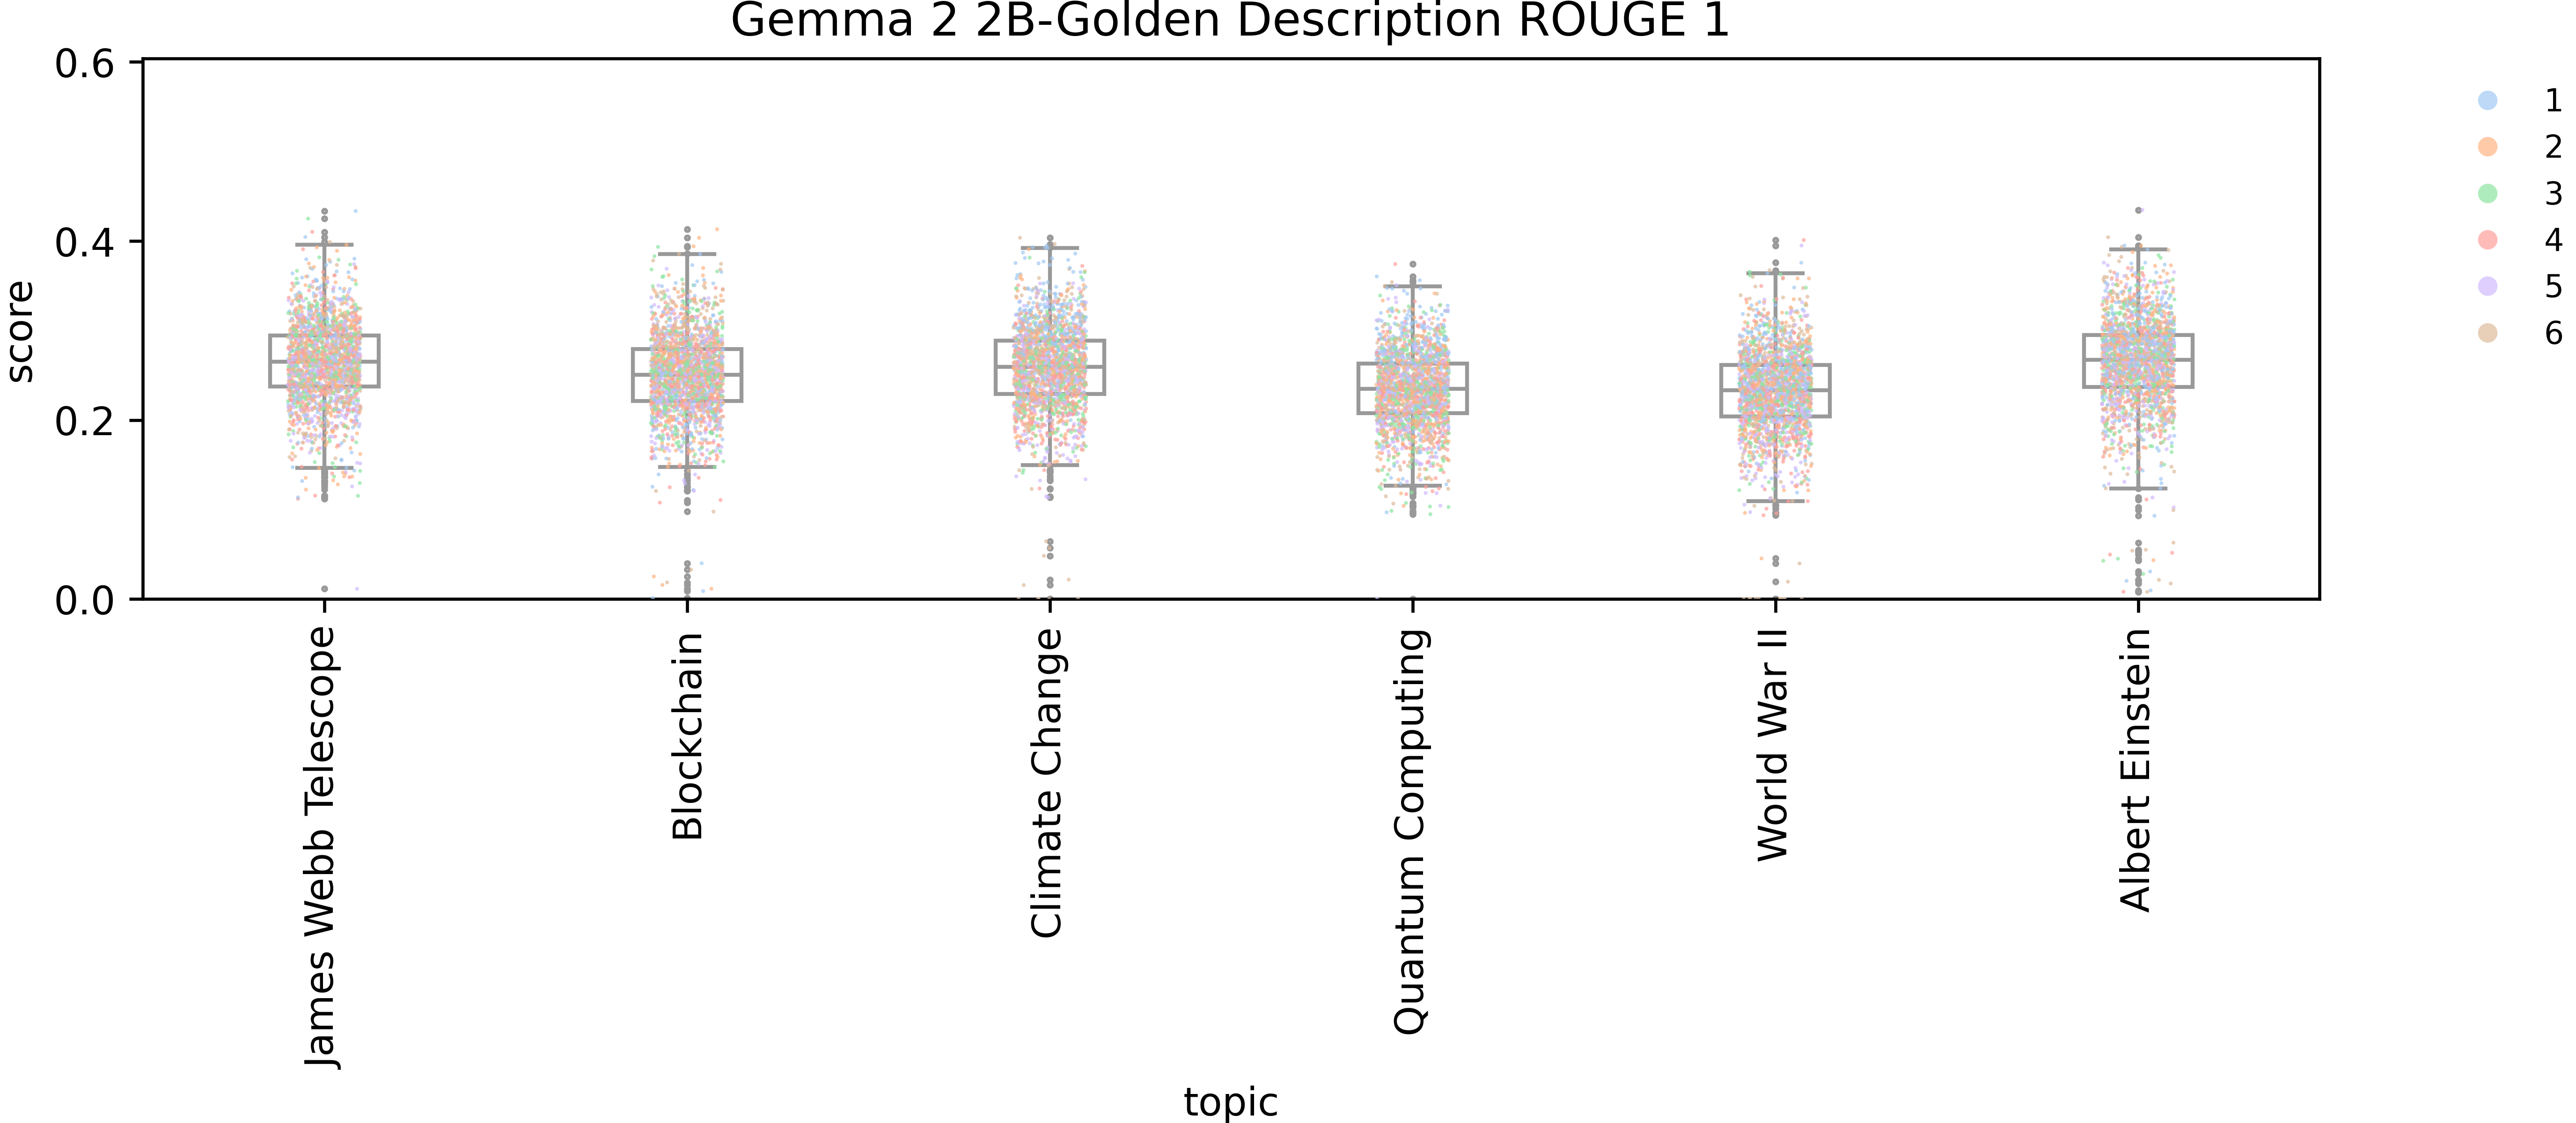 Gemma 2 2B-Golden Description ROUGE 1
score
0.6
0.4
0.2
0.0
James Webb Telescope
Blockchain
Climate Change
Quantum Computing
World War II
Albert Einstein
topic
1
2
3
4
5
6